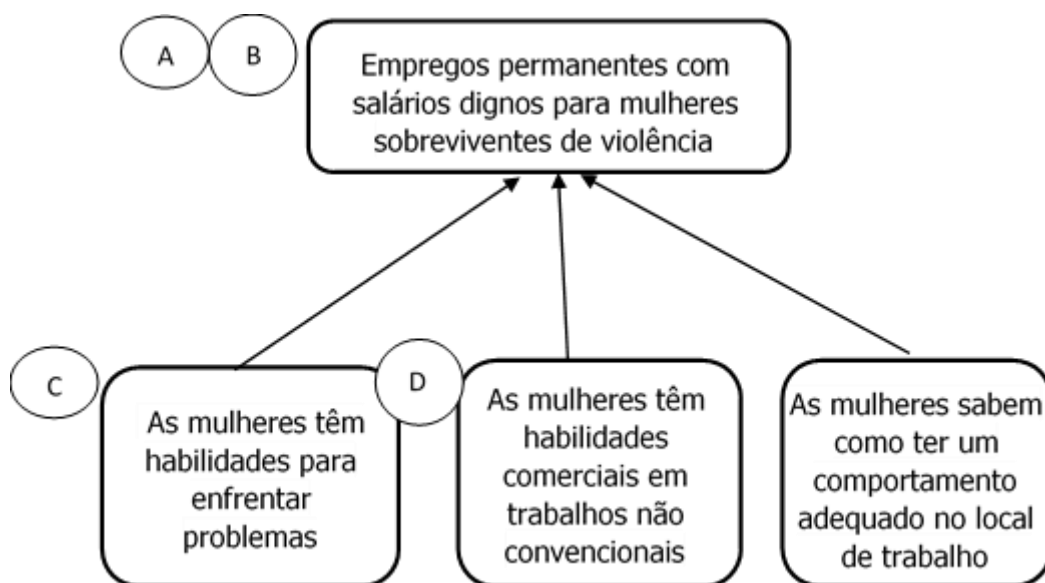 A
B
Empregos permanentes com
salários dignos para mulheres
sobreviventes de violência
C
As mulheres têm
habilidades para
enfrentar
problemas
D
As mulheres têm
habilidades
comerciais em
trabalhos não
convencionais
As mulheres sabem
como ter um
comportamento
adequado no local
de trabalho